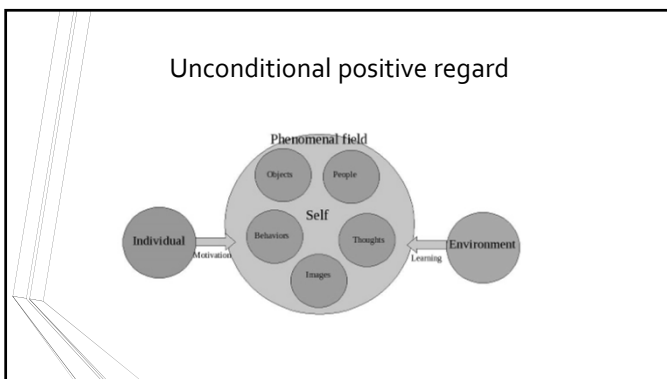 Unconditional positive regard
Phenomenal field
Objects
People
Self
Individual
Motivation
Behaviors
Thoughts
Learning
Environment
Images